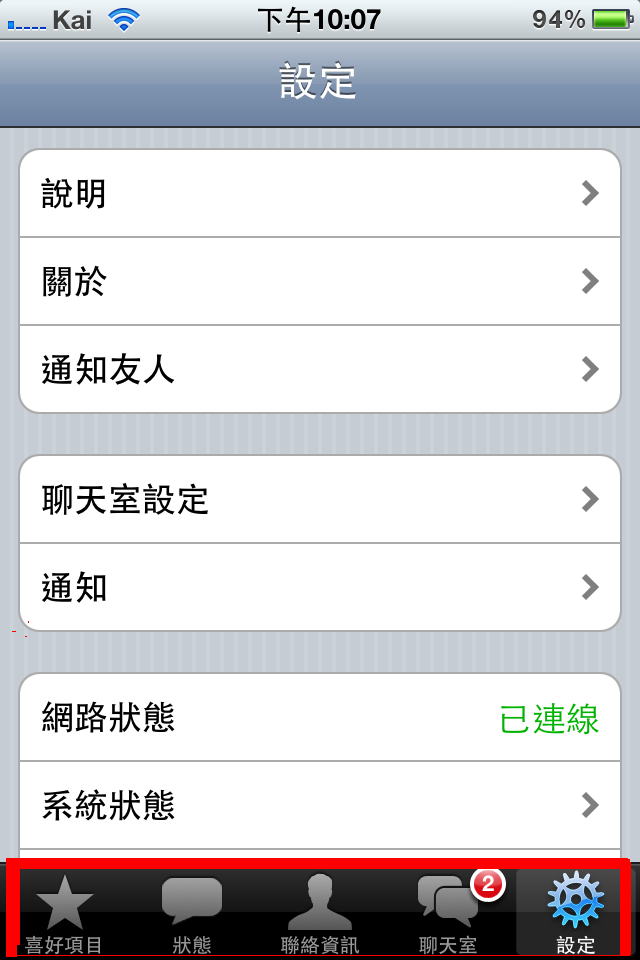 Kai 下午10:07 94%
設定
說明
關於
通知友人
聊天室設定
通知
網路狀態 已連線
系統狀態
2
喜好項目 狀態 聯絡資訊 聊天室 設定